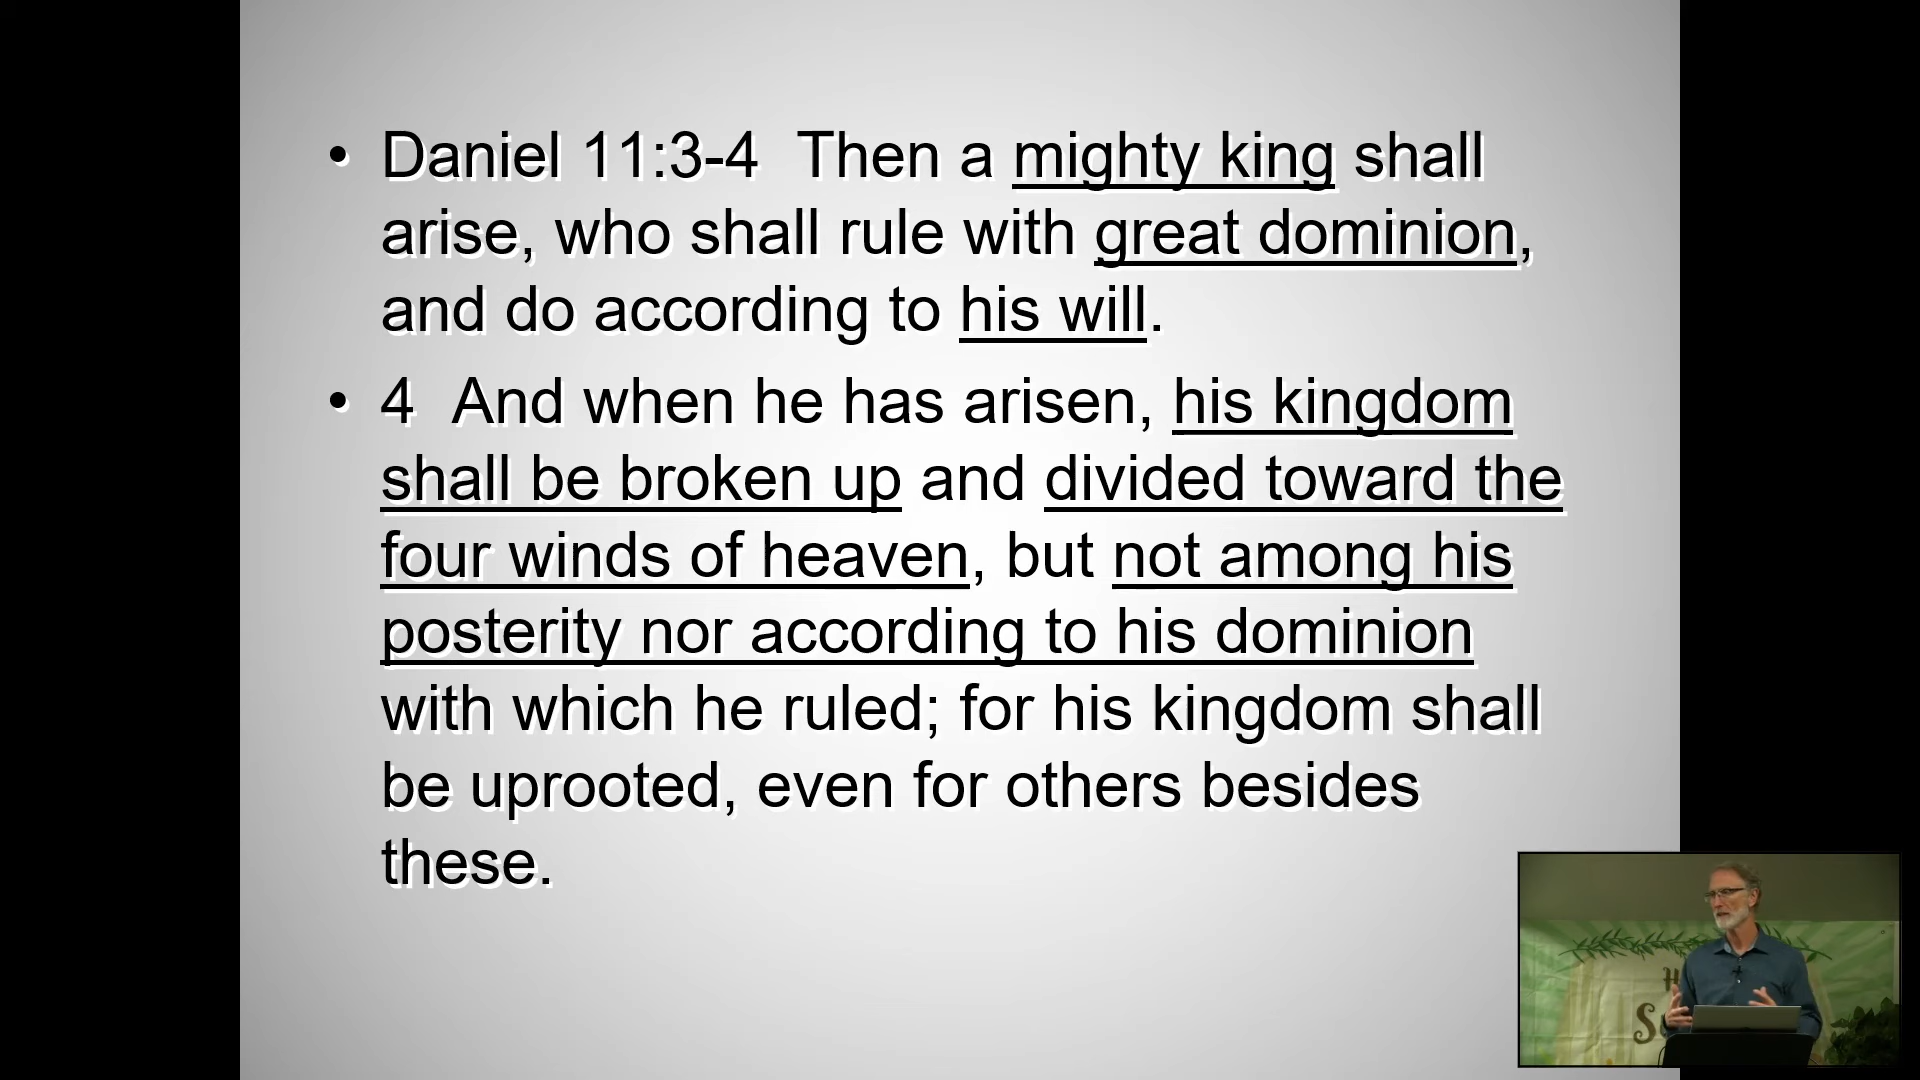 • Daniel 11:3-4  Then a mighty king shall
arise, who shall rule with great dominion,
and do according to his will.
• 4  And when he has arisen, his kingdom
shall be broken up and divided toward the
four winds of heaven, but not among his
posterity nor according to his dominion
with which he ruled; for his kingdom shall
be uprooted, even for others besides
these.